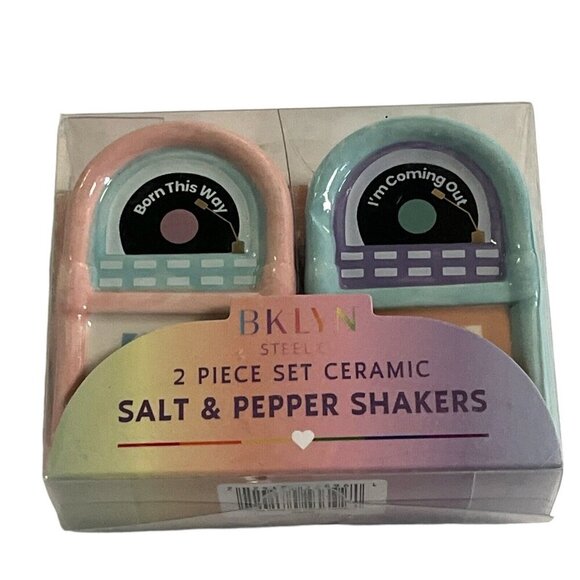 Born This Way
I'm Coming Out
BKLYN
STEEL
2 PIECE SET CERAMIC
SALT & PEPPER SHAKERS